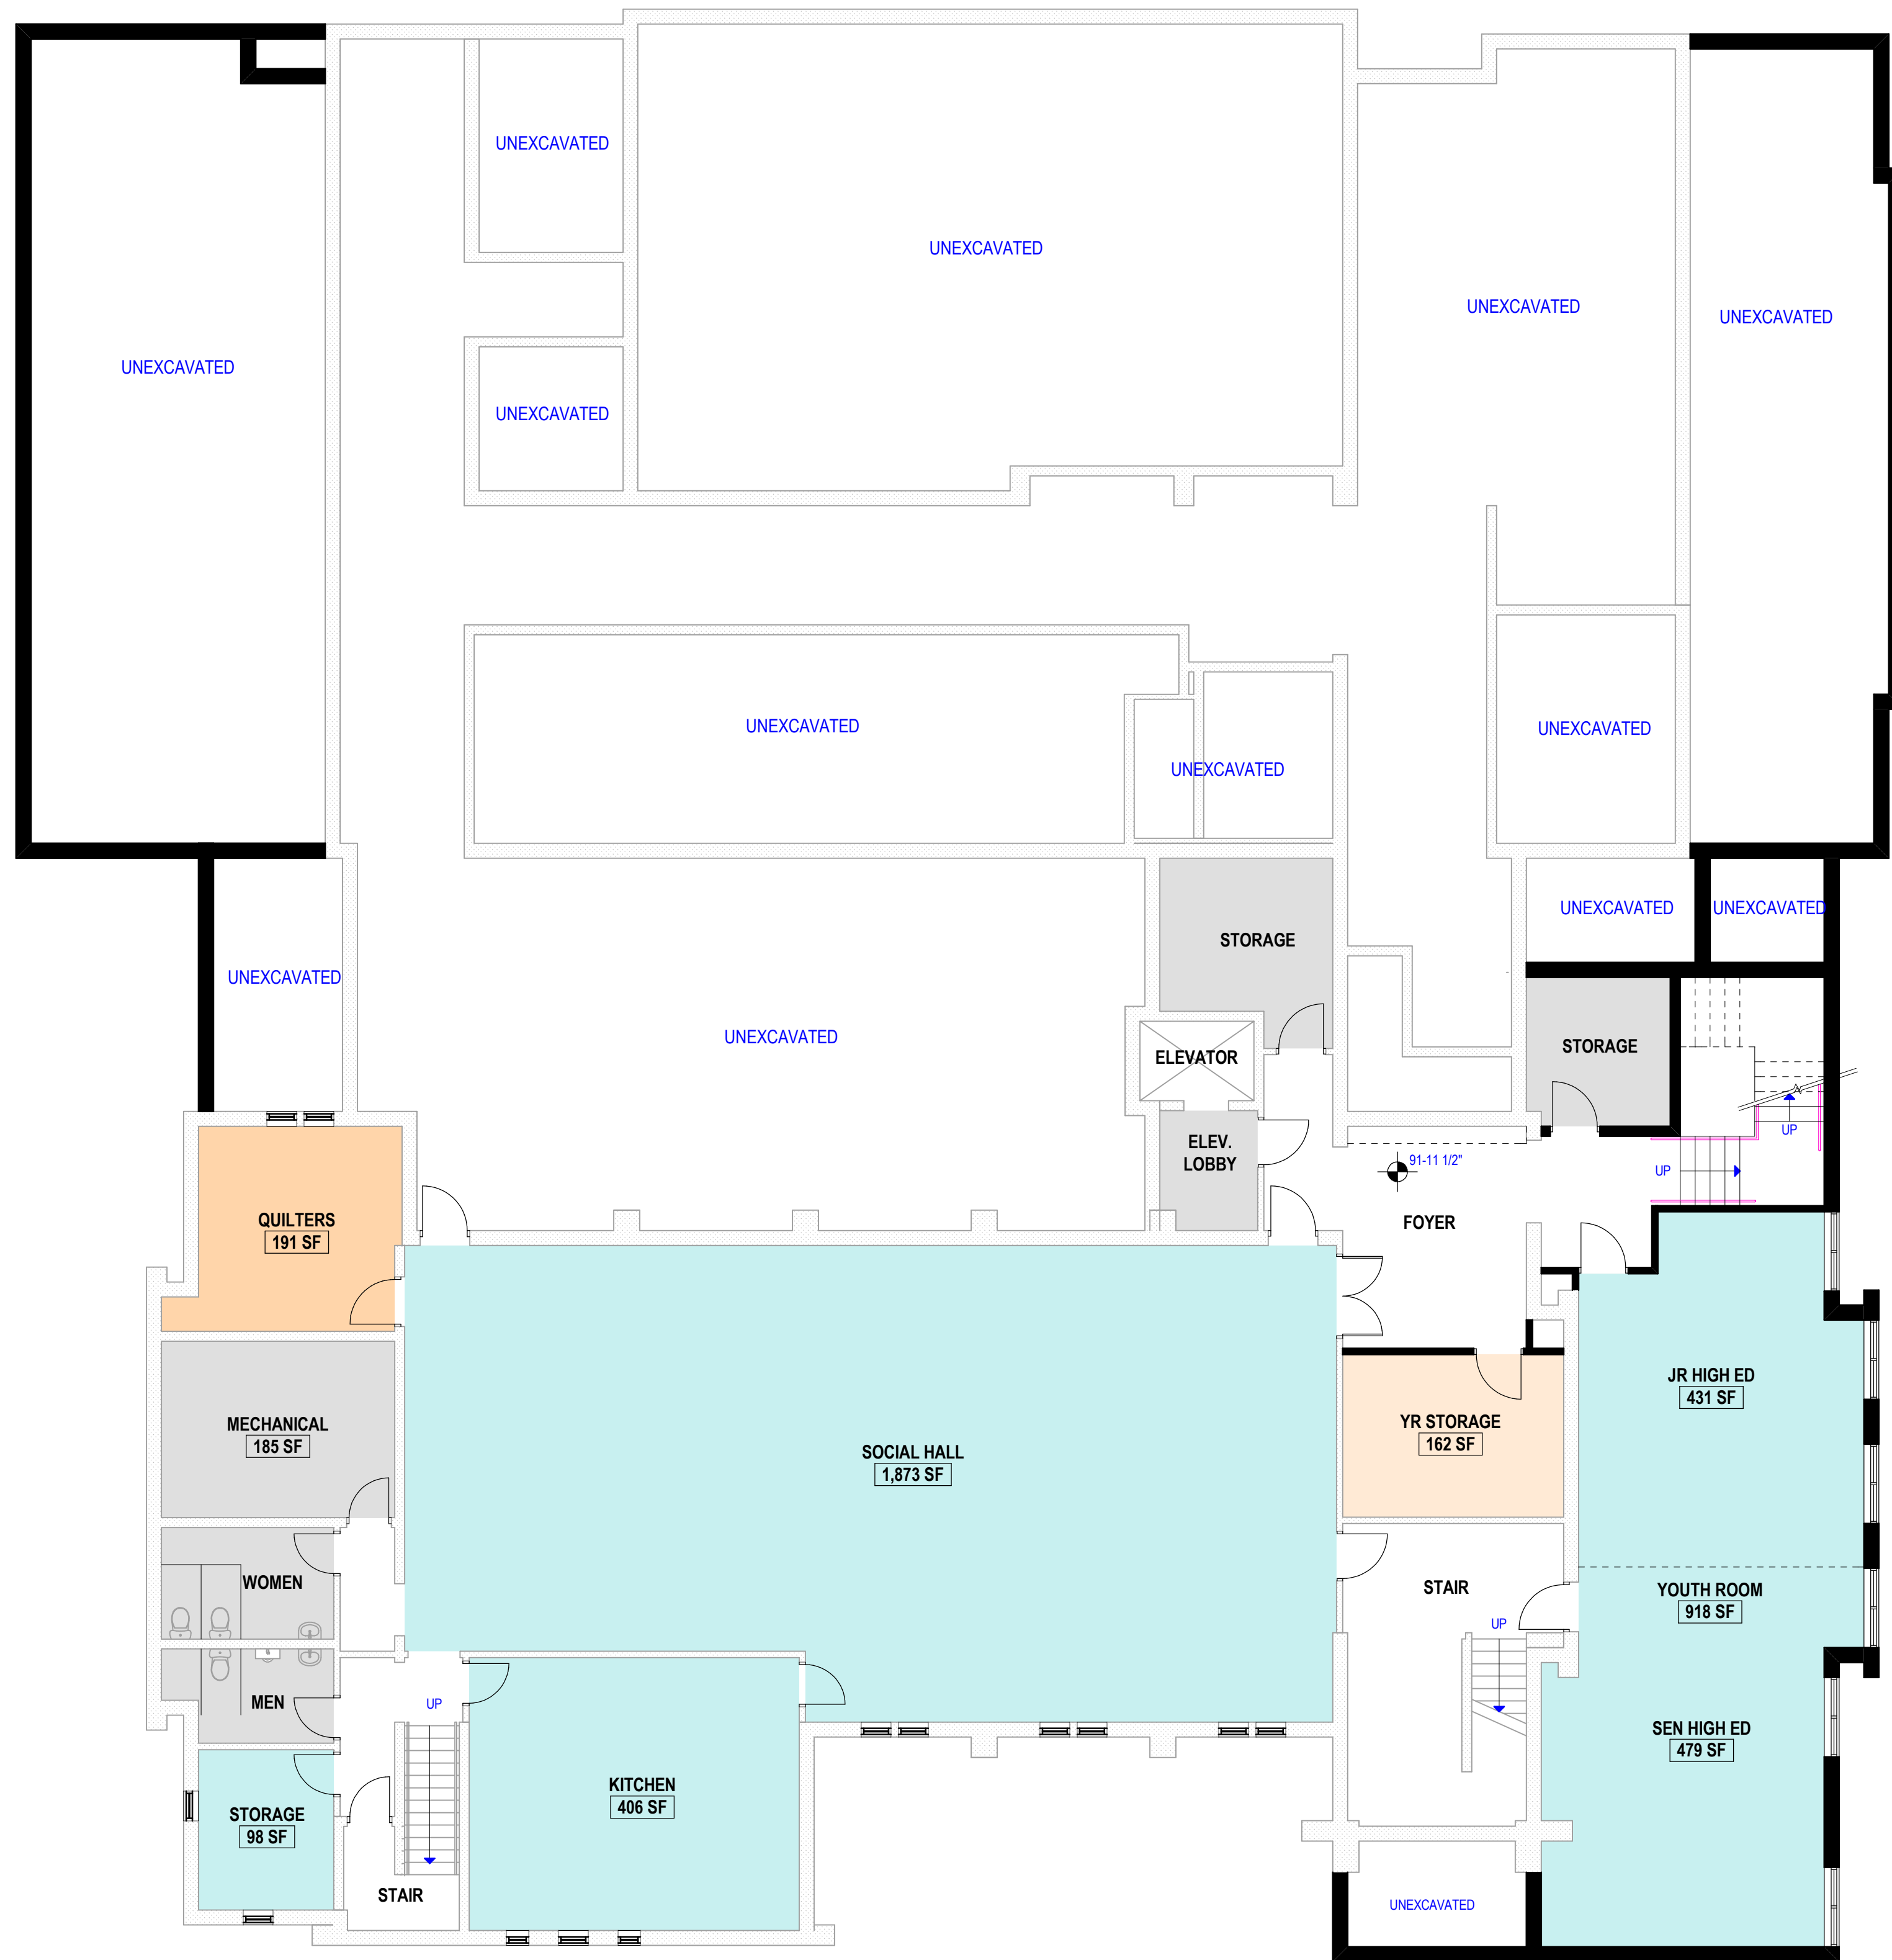 UNEXCAVATED
UNEXCAVATED
UNEXCAVATED
UNEXCAVATED
UNEXCAVATED
UNEXCAVATED
UNEXCAVATED
UNEXCAVATED
UNEXCAVATED
UNEXCAVATED
UNEXCAVATED
UNEXCAVATED
STORAGE
UNEXCAVATED
UNEXCAVATED
STORAGE
ELEVATOR
UP
ELEV.
LOBBY
91-11 1/2"
UP
QUILTERS
191 SF
FOYER
JR HIGH ED
431 SF
MECHANICAL
185 SF
YR STORAGE
162 SF
SOCIAL HALL
1,873 SF
WOMEN
STAIR
YOUTH ROOM
918 SF
UP
MEN
UP
SEN HIGH ED
479 SF
KITCHEN
406 SF
STORAGE
98 SF
STAIR
UNEXCAVATED